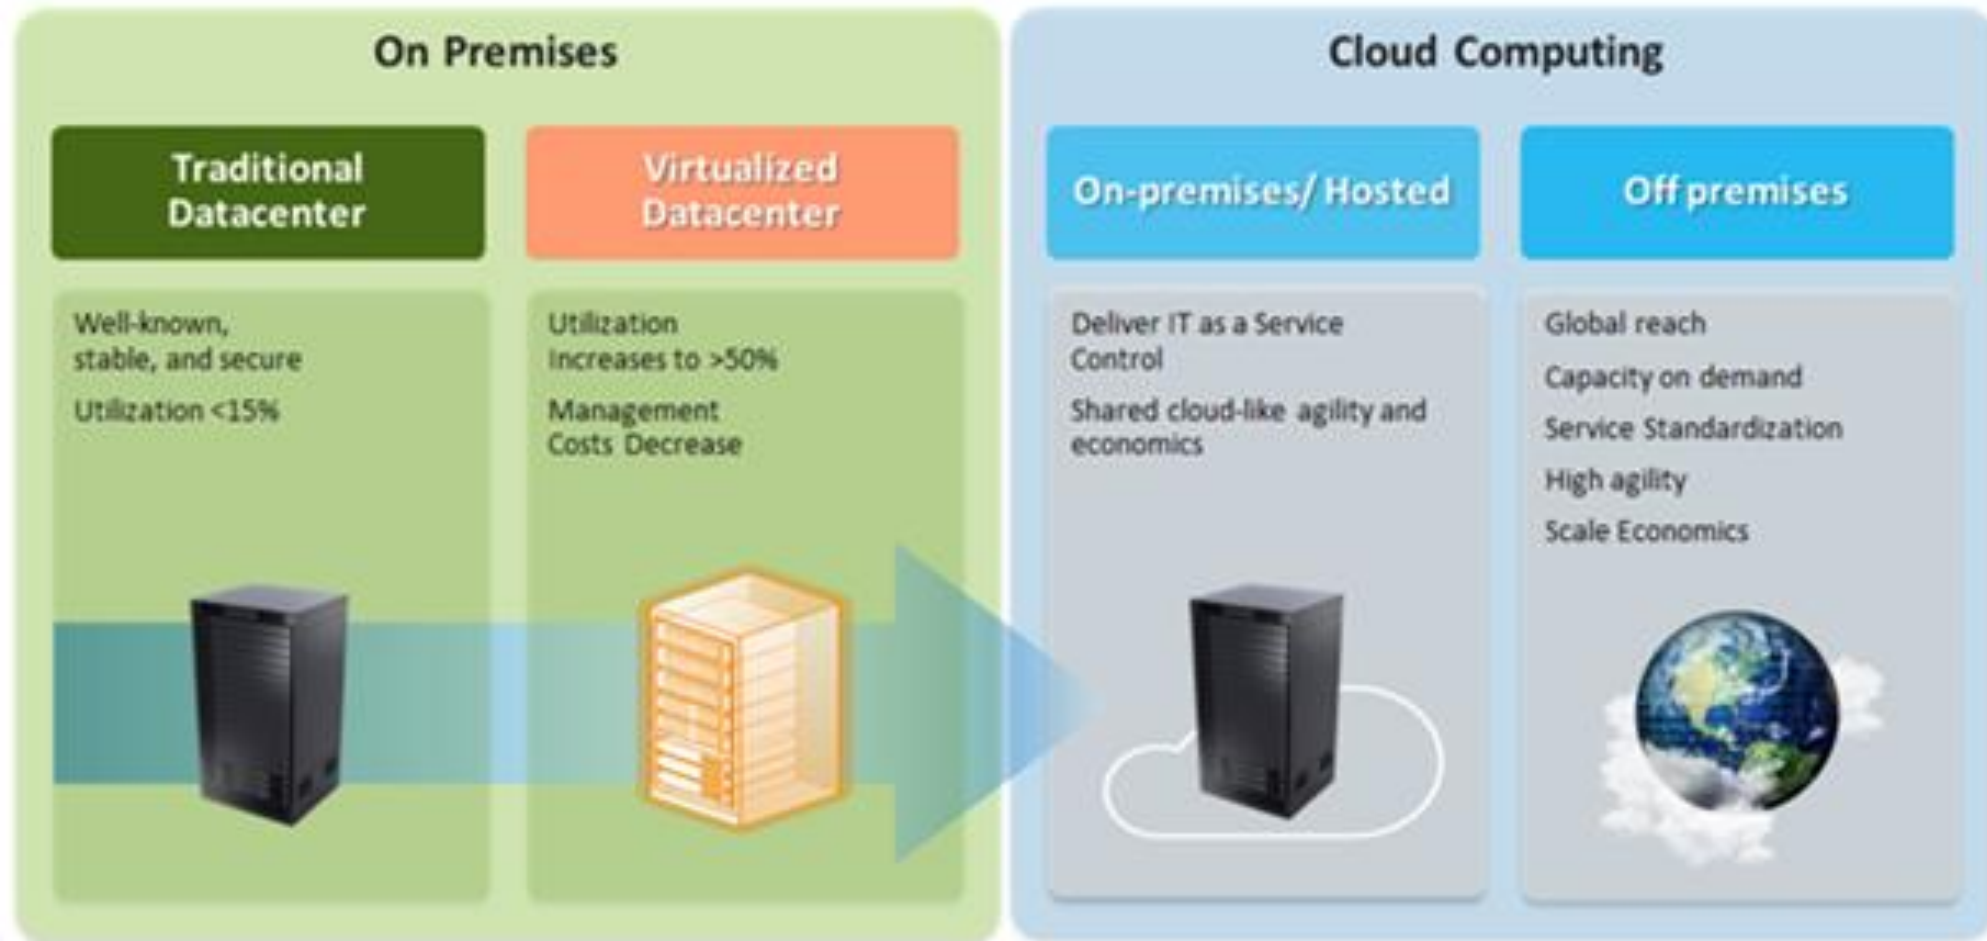 On Premises
Cloud Computing
Traditional
Datacenter
Virtualized
Datacenter
On-premises/ Hosted
Off premises
Well-known,
stable, and secure
Utilization <15%
Utilization
Increases to >50%
Management
Costs Decrease
Deliver IT as a Service
Control
Shared cloud-like agility and
economics
Global reach
Capacity on demand
Service Standardization
High agility
Scale Economics